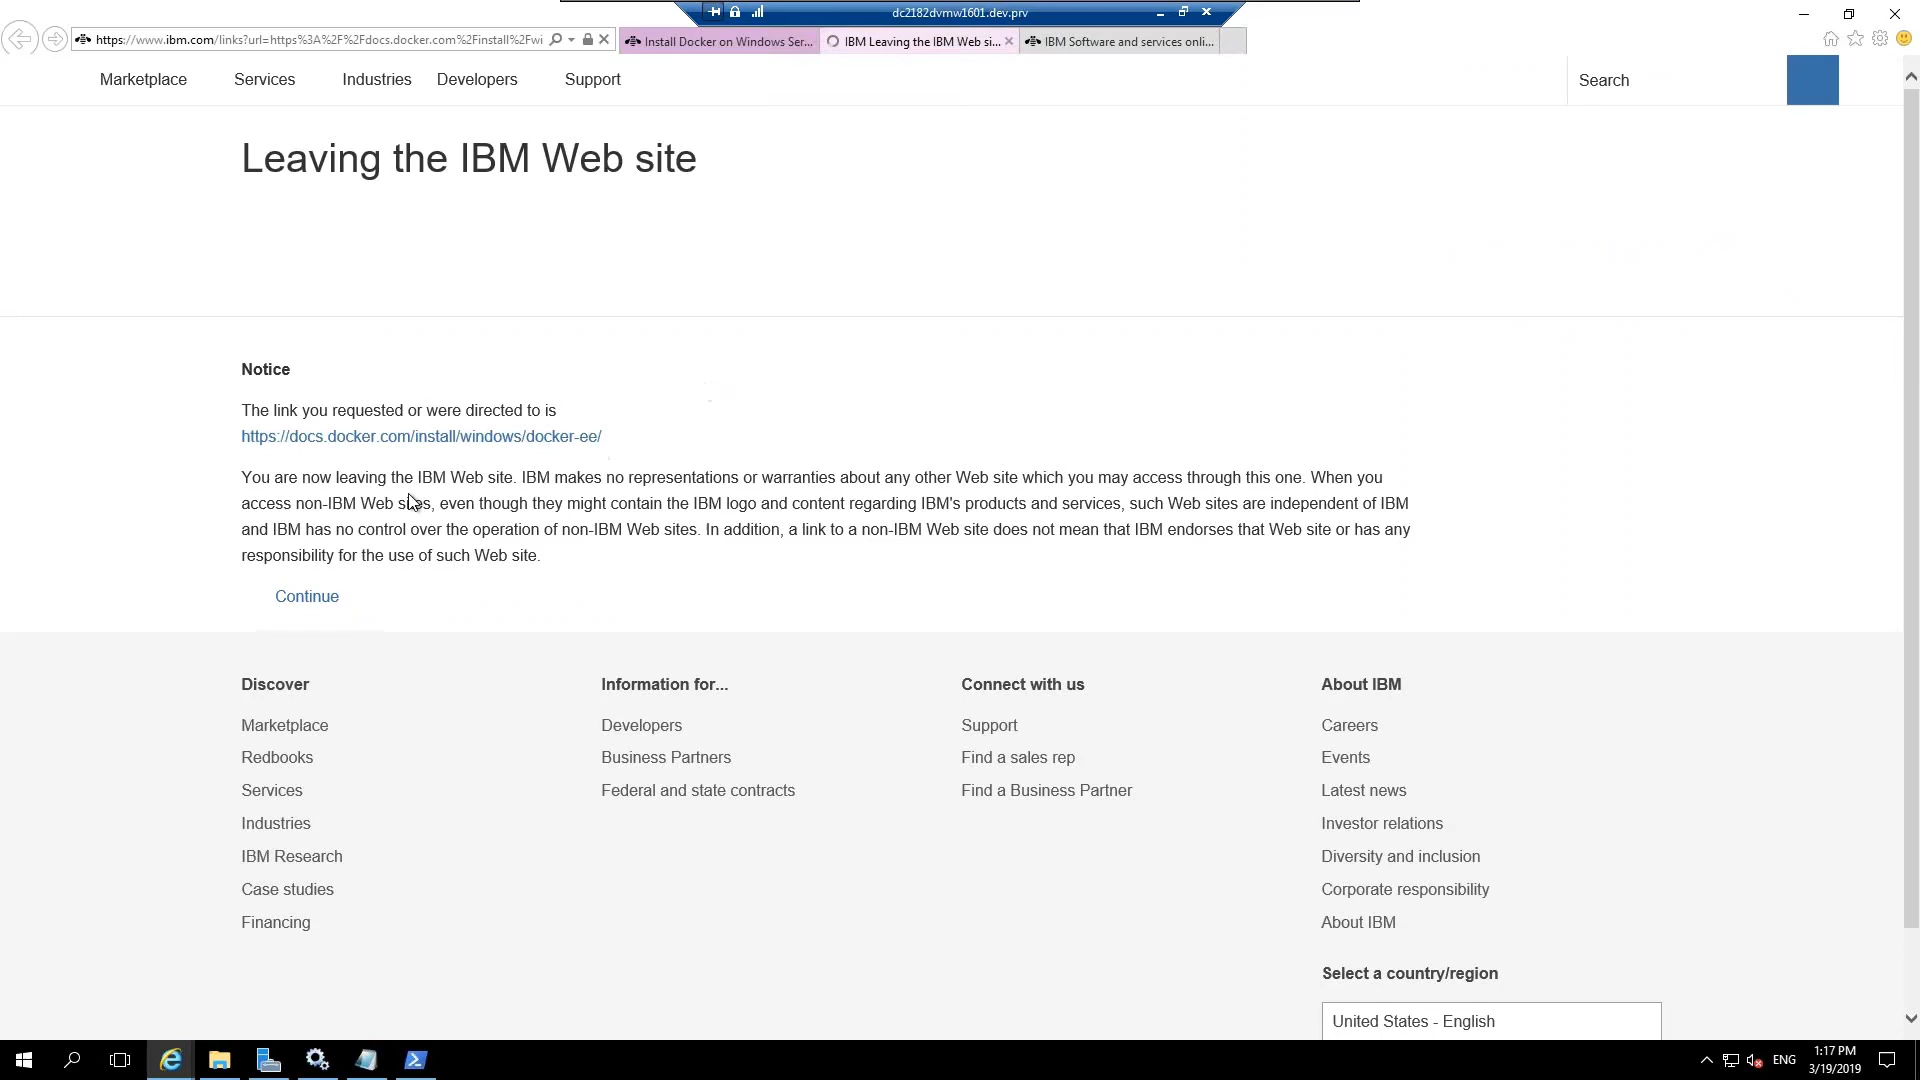 dc2182dvmw1601.dev.prv
https://www.ibm.com/links?url=https%3A%2F%2Fdocs.docker.com%2Finstall%2Fwi
Install Docker on Windows Ser...
IBM Leaving the IBM Web si...
IBM Software and services onli...
Marketplace
Services
Industries
Developers
Support
Search
Leaving the IBM Web site
Notice
The link you requested or were directed to is
https://docs.docker.com/install/windows/docker-ee/
You are now leaving the IBM Web site. IBM makes no representations or warranties about any other Web site which you may access through this one. When you
access non-IBM Web sites, even though they might contain the IBM logo and content regarding IBM's products and services, such Web sites are independent of IBM
and IBM has no control over the operation of non-IBM Web sites. In addition, a link to a non-IBM Web site does not mean that IBM endorses that Web site or has any
responsibility for the use of such Web site.
Continue
Discover
Marketplace
Redbooks
Services
Industries
IBM Research
Case studies
Financing
Information for...
Developers
Business Partners
Federal and state contracts
Connect with us
Support
Find a sales rep
Find a Business Partner
About IBM
Careers
Events
Latest news
Investor relations
Diversity and inclusion
Corporate responsibility
About IBM
Select a country/region
United States - English
ENG
1:17 PM
3/19/2019